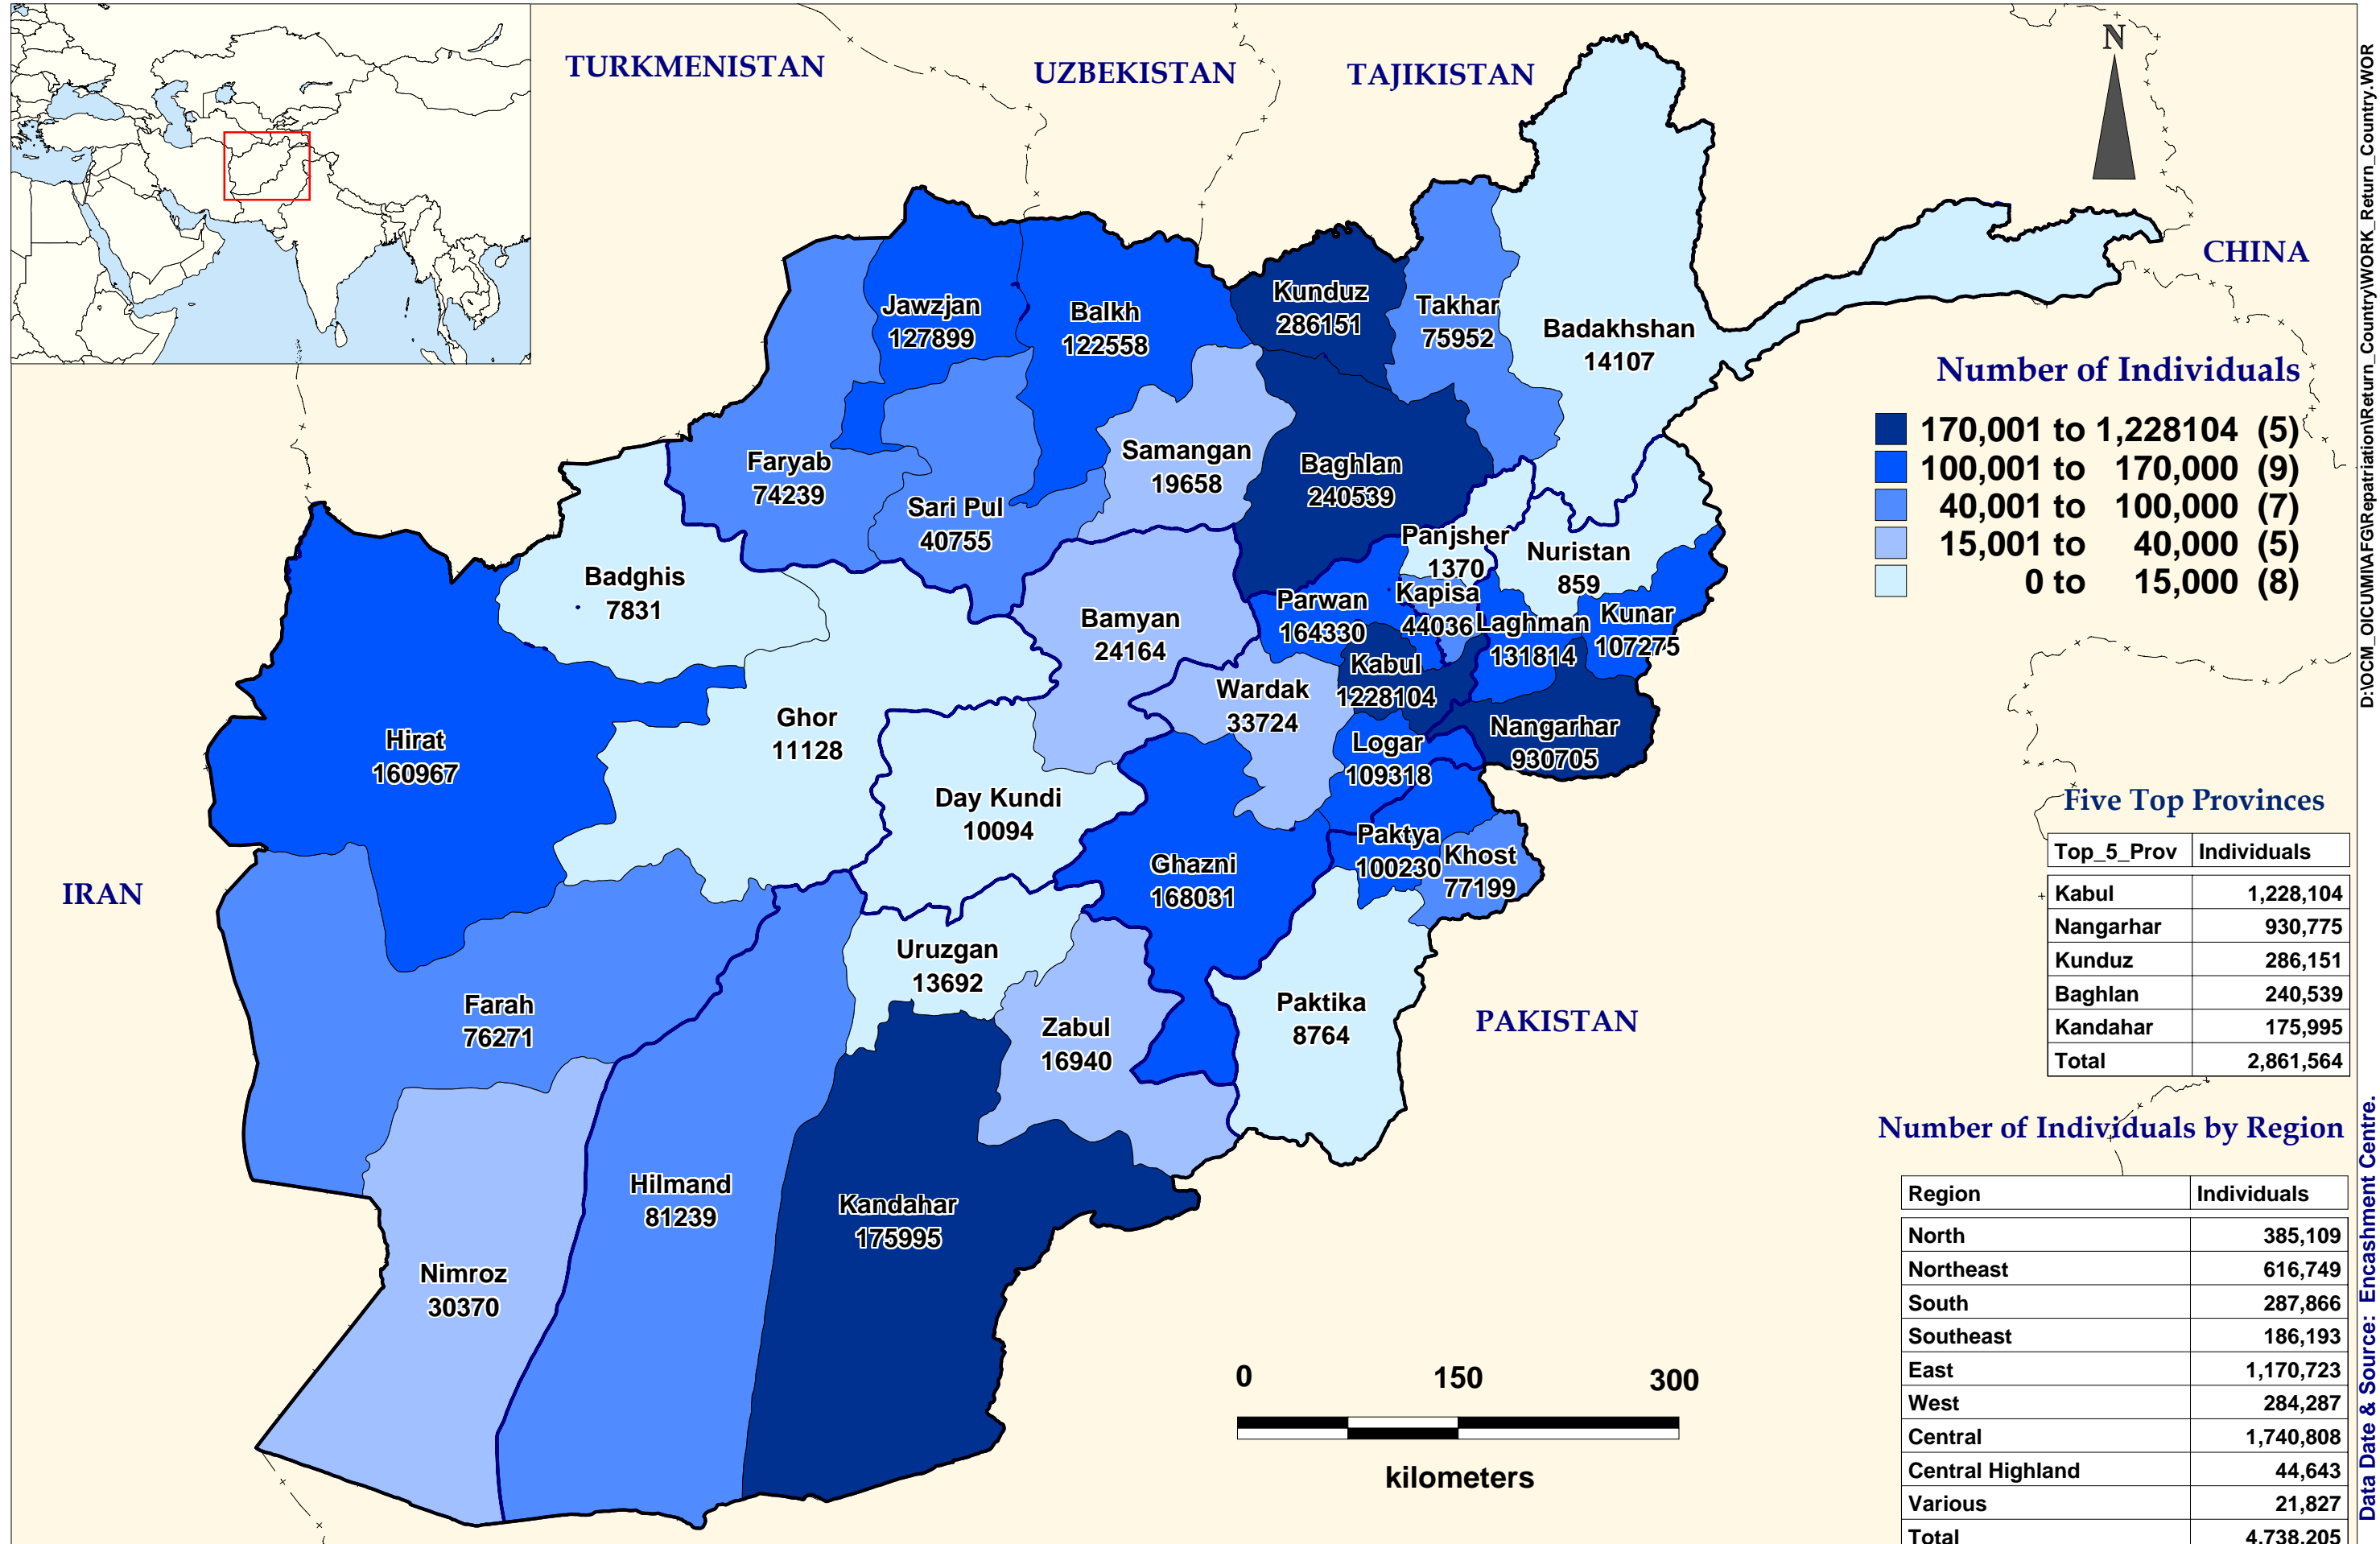 TURKMENISTAN
UZBEKISTAN
TAJIKISTAN
N
CHINA
Jawzjan
127899
Balkh
122558
Kunduz
286151
Takhar
75952
Badakhshan
14107
Number of Individuals
170,001 to 1,228104 (5)
100,001 to 170,000 (9)
40,001 to 100,000 (7)
15,001 to 40,000 (5)
0 to 15,000 (8)
Faryab
74239
Sari Pul
40755
Samangan
19658
Baghlan
240539
Panjsher
1370
Nuristan
859
Badghis
7831
Bamyan
24164
Parwan
164330
Kapisa
44036
Laghman
131814
Kunar
107275
Kabul
1228104
Wardak
33724
Nangarhar
930705
Hirat
160967
Ghor
11128
Logar
109318
Day Kundi
10094
Paktya
100230
Khost
77199
Ghazni
168031
IRAN
Uruzgan
13692
Farah
76271
Zabul
16940
Paktika
8764
PAKISTAN
Hilmand
81239
Kandahar
175995
Nimroz
30370
Five Top Provinces
Top_5_Prov Individuals
Kabul 1,228,104
Nangarhar 930,775
Kunduz 286,151
Baghlan 240,539
Kandahar 175,995
Total 2,861,564
Number of Individuals by Region
Region Individuals
North 385,109
Northeast 616,749
South 287,866
Southeast 186,193
East 1,170,723
West 284,287
Central 1,740,808
Central Highland 44,643
Various 21,827
Total 4,738,205
0 150 300
kilometers
D:\OCM_OICUM\AFG\Repatriation\Return_Country\WORK_Return_Country.WOR
Data Date & Source: Encashment Centre.